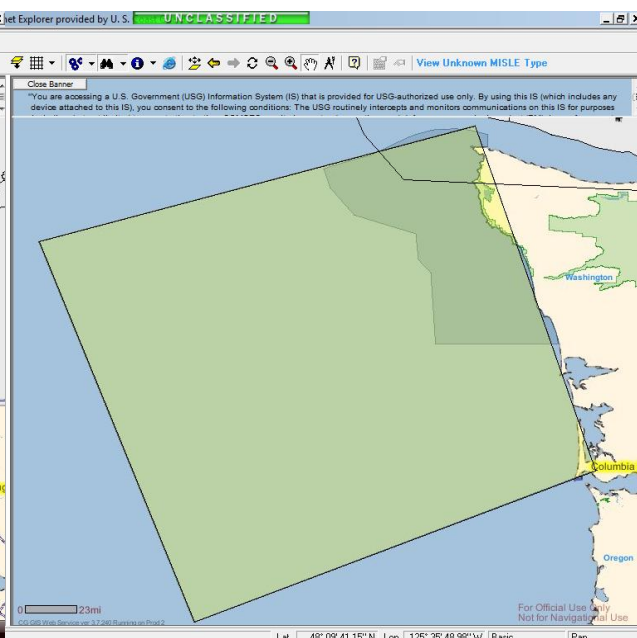 net Explorer provided by U. S.
UNCLASSIFIED
View Unknown MISLE Type
Close Banner
"You are accessing a U.S. Government (USG) Information System (IS) that is provided for USG-authorized use only. By using this IS (which includes any
device attached to this IS), you consent to the following conditions: The USG routinely intercepts and monitors communications on this IS for purposes
Washington
Columbia
Oregon
0 23mi
For Official Use Only
Not for Navigational Use
CG GIS Web Service ver 3.7.240 Running on Prod 2
Lat 48° 09' 41.15" N Lon 125° 35' 48.98" W Basic Pan